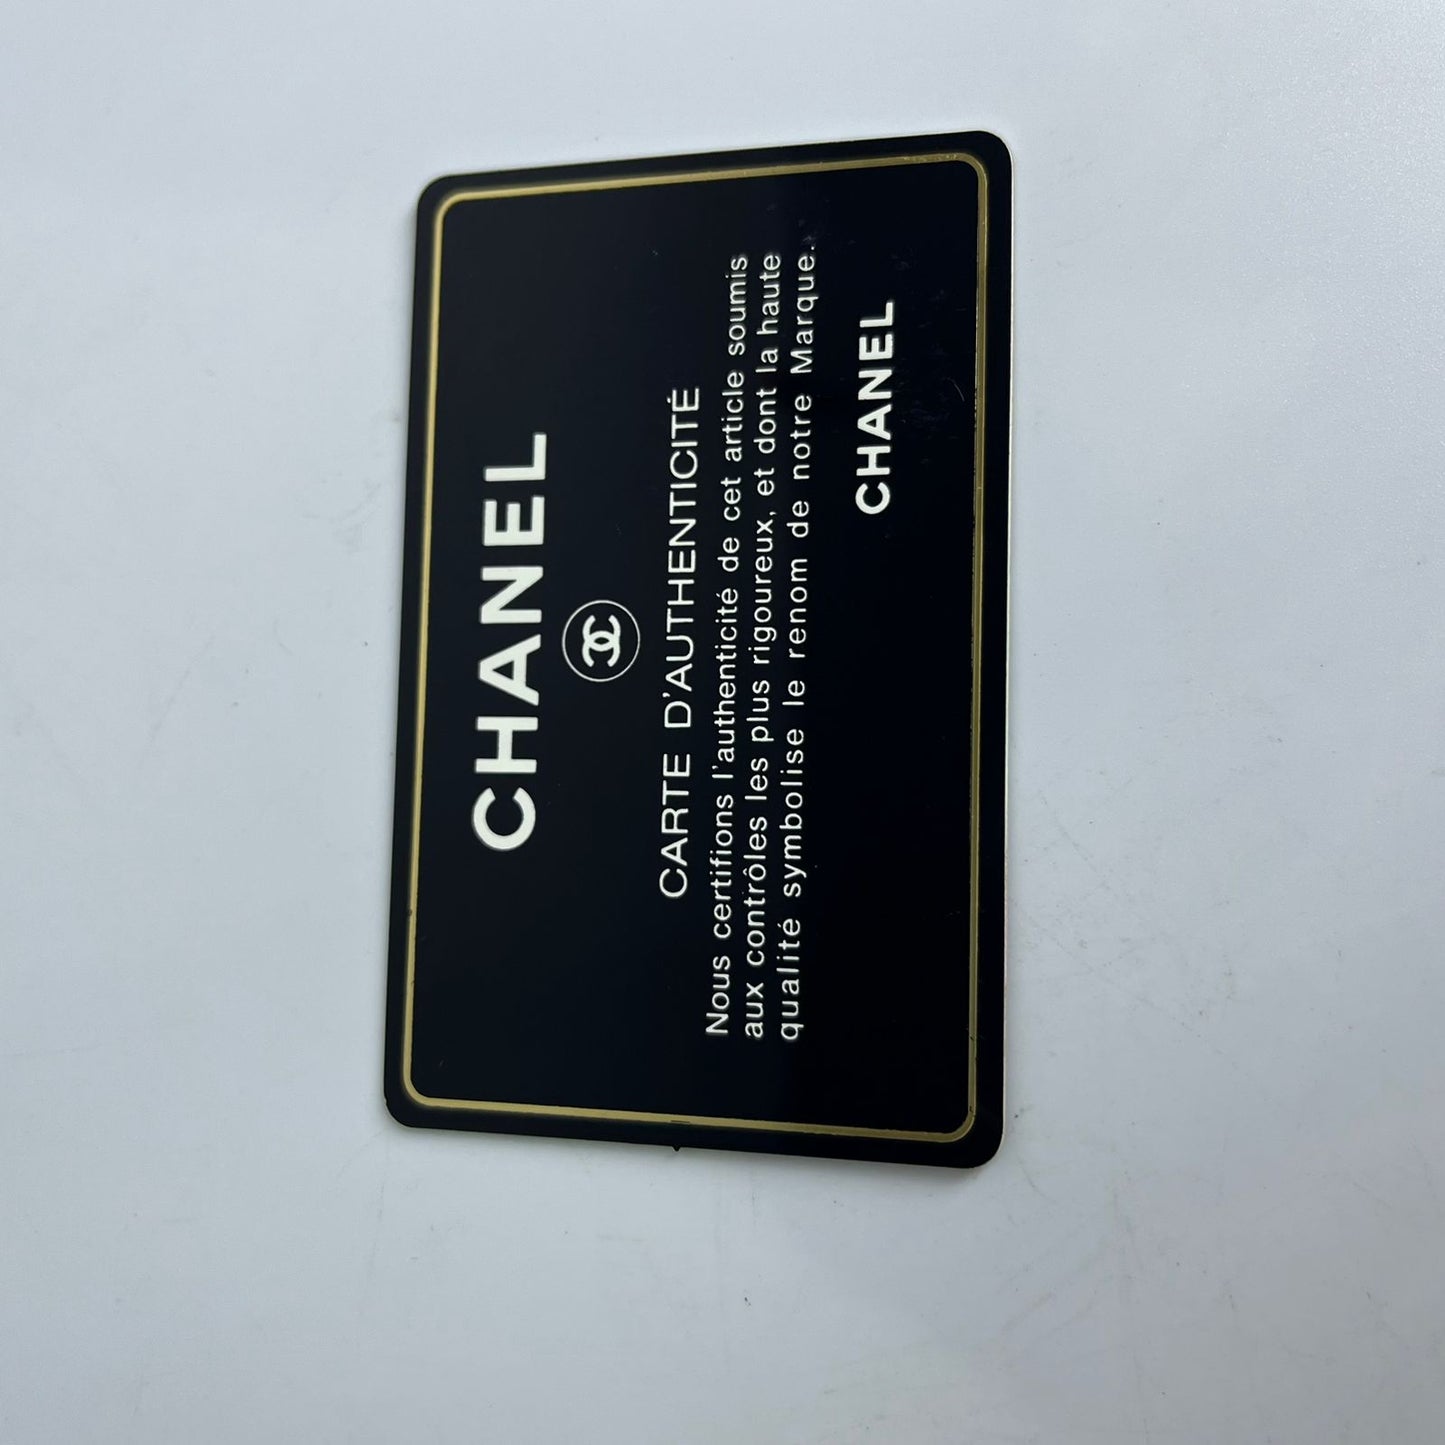 CHANEL
CARTE D'AUTHENTICITÉ
Nous certifions l'authenticité de cet article soumis
aux contrôles les plus rigoureux, et dont la haute
qualité symbolise le renom de notre Marque.
CHANEL